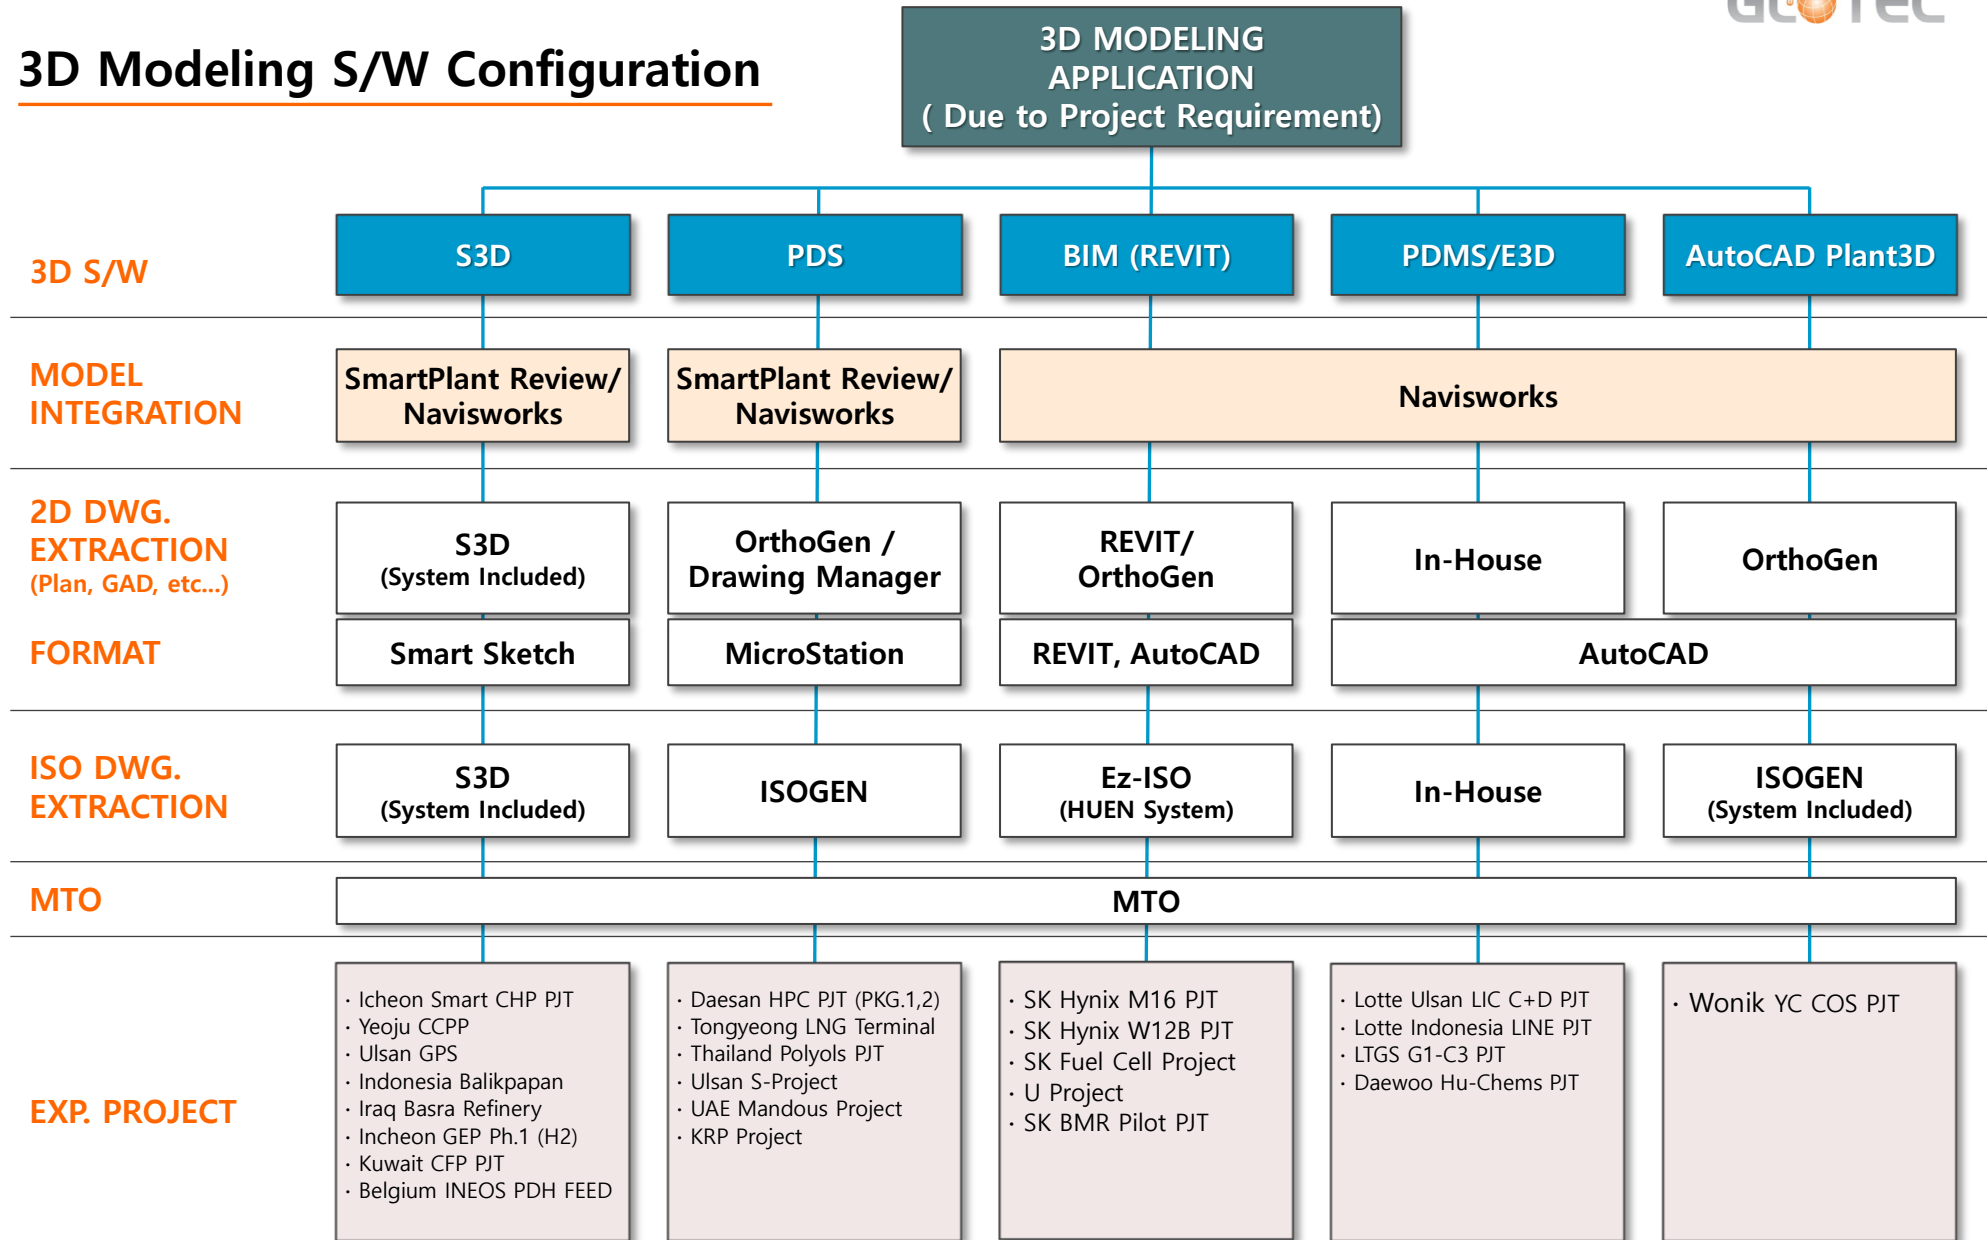 GLOTEC
3D Modeling S/W Configuration
3D MODELING
APPLICATION
( Due to Project Requirement)
3D S/W
S3D
PDS
BIM (REVIT)
PDMS/E3D
AutoCAD Plant3D
MODEL
INTEGRATION
SmartPlant Review/
Navisworks
SmartPlant Review/
Navisworks
Navisworks
2D DWG.
EXTRACTION
(Plan, GAD, etc...)
S3D
(System Included)
OrthoGen /
Drawing Manager
REVIT/
OrthoGen
In-House
OrthoGen
FORMAT
Smart Sketch
MicroStation
REVIT, AutoCAD
AutoCAD
ISO DWG.
EXTRACTION
S3D
(System Included)
ISOGEN
Ez-ISO
(HUEN System)
In-House
ISOGEN
(System Included)
MTO
MTO
EXP. PROJECT
· Icheon Smart CHP PJT
· Yeoju CCPP
· Ulsan GPS
· Indonesia Balikpapan
· Iraq Basra Refinery
· Incheon GEP Ph.1 (H2)
· Kuwait CFP PJT
· Belgium INEOS PDH FEED
· Daesan HPC PJT (PKG.1,2)
· Tongyeong LNG Terminal
· Thailand Polyols PJT
· Ulsan S-Project
· UAE Mandous Project
· KRP Project
· SK Hynix M16 PJT
· SK Hynix W12B PJT
· SK Fuel Cell Project
· U Project
· SK BMR Pilot PJT
· Lotte Ulsan LIC C+D PJT
· Lotte Indonesia LINE PJT
· LTGS G1-C3 PJT
· Daewoo Hu-Chems PJT
· Wonik YC COS PJT